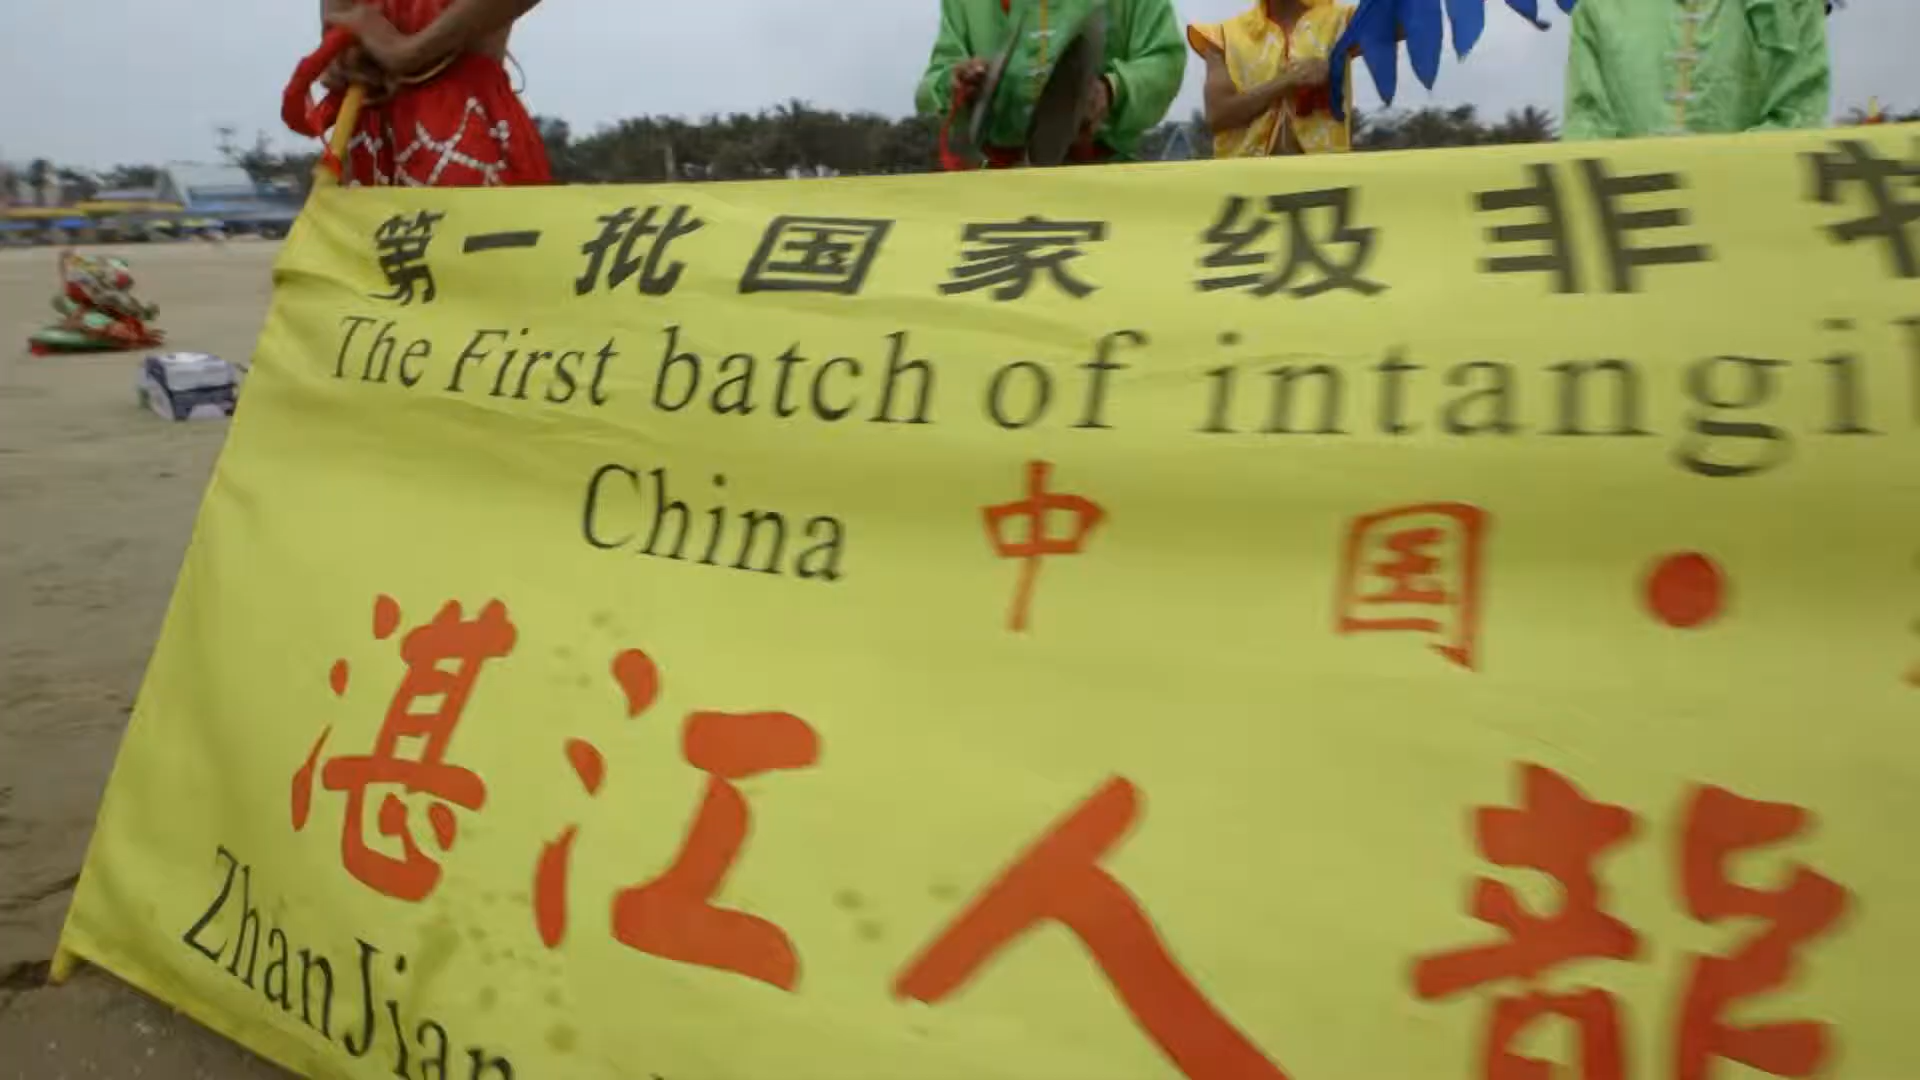 第一批国家级非
The First batch of intangi
China 中国·
湛江人龍
ZhanJian